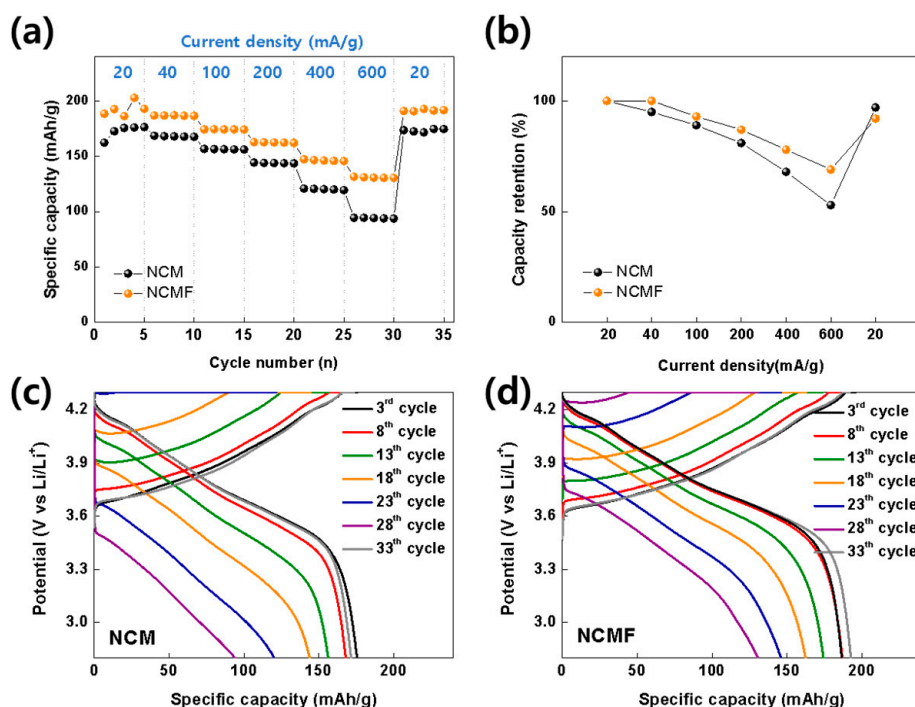 (a)
Current density (mA/g)
20 40 100 200 400 600 20
200
150
100
50
0
Specific capacity (mAh/g)
NCM
NCMF
0 5 10 15 20 25 30 35
Cycle number (n)
(b)
100
50
0
Capacity retention (%)
NCM
NCMF
20 40 100 200 400 600 20
Current density(mA/g)
(c)
4.2
3.9
3.6
3.3
3.0
Potential (V vs Li/Li⁺)
3rd cycle
8th cycle
13th cycle
18th cycle
23th cycle
28th cycle
33th cycle
NCM
0 50 100 150 200
Specific capacity (mAh/g)
(d)
4.2
3.9
3.6
3.3
3.0
Potential (V vs Li/Li⁺)
3rd cycle
8th cycle
13th cycle
18th cycle
23th cycle
28th cycle
33th cycle
NCMF
0 50 100 150 200
Specific capacity (mAh/g)